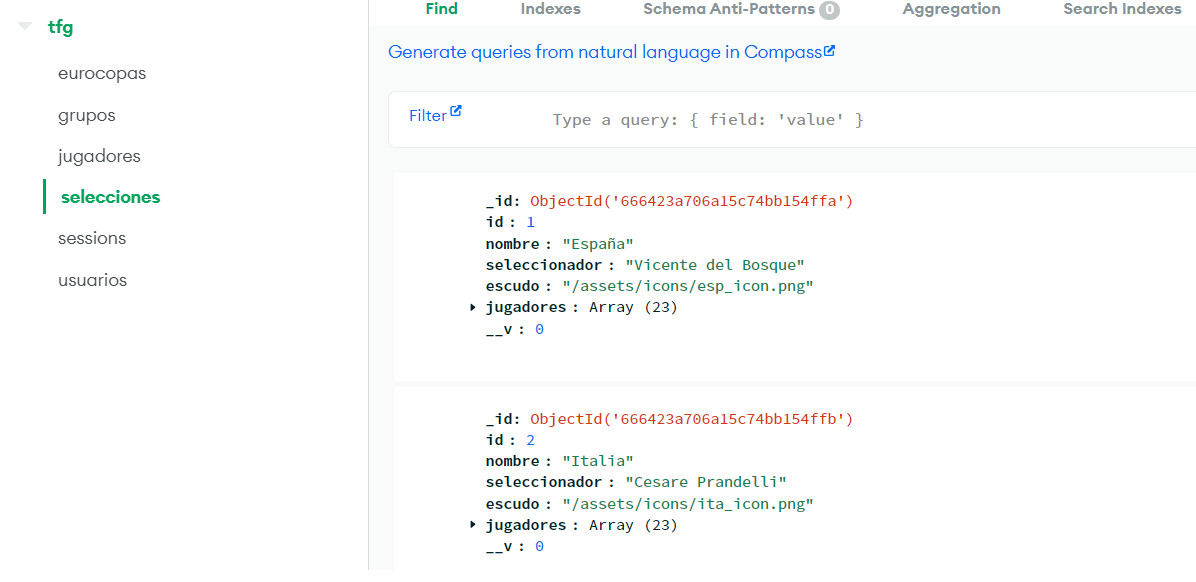 tfg
eurocopas
grupos
jugadores
selecciones
sessions
usuarios
Find Indexes Schema Anti-Patterns 0 Aggregation Search Indexes
Generate queries from natural language in Compass
Filter Type a query: { field: 'value' }
_id: ObjectId('666423a706a15c74bb154ffa')
id : 1
nombre : "España"
seleccionador : "Vicente del Bosque"
escudo : "/assets/icons/esp_icon.png"
jugadores : Array (23)
__v : 0
_id: ObjectId('666423a706a15c74bb154ffb')
id : 2
nombre : "Italia"
seleccionador : "Cesare Prandelli"
escudo : "/assets/icons/ita_icon.png"
jugadores : Array (23)
__v : 0